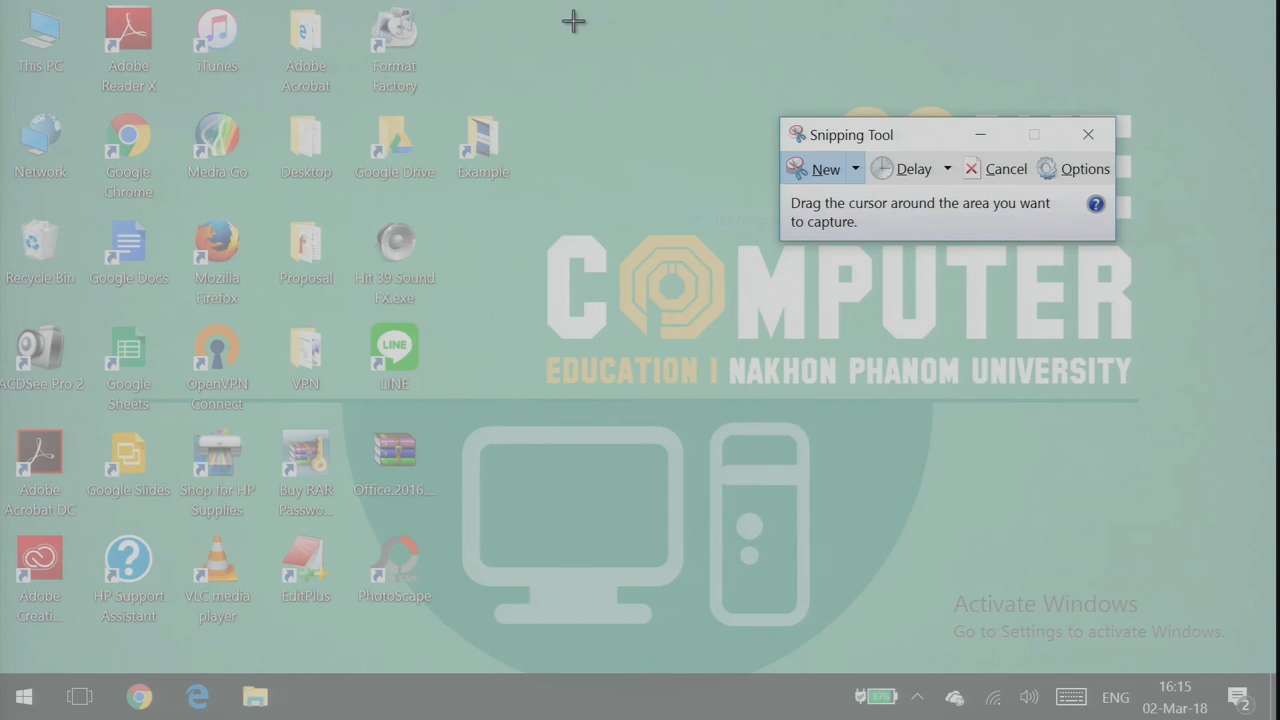 This PC
Adobe
Reader X
iTunes
Adobe
Acrobat
Format
Factory
Network
Google
Chrome
Media Go
Desktop
Google Drive
Example
Recycle Bin
Google Docs
Mozilla
Firefox
Proposal
Hit 39 Sound
FX.exe
ACDSee Pro 2
Google
Sheets
OpenVPN
Connect
VPN
LINE
LINE
Adobe
Acrobat DC
Google Slides
Shop for HP
Supplies
Buy RAR
Passwo...
Office.2016....
Adobe
Creati...
HP Support
Assistant
VLC media
player
EditPlus
PhotoScape
Snipping Tool
New
Delay
Cancel
Options
Drag the cursor around the area you want
to capture.
COMPUTER
EDUCATION | NAKHON PHANOM UNIVERSITY
Activate Windows
Go to Settings to activate Windows.
83%
ENG
16:15
02-Mar-18
2